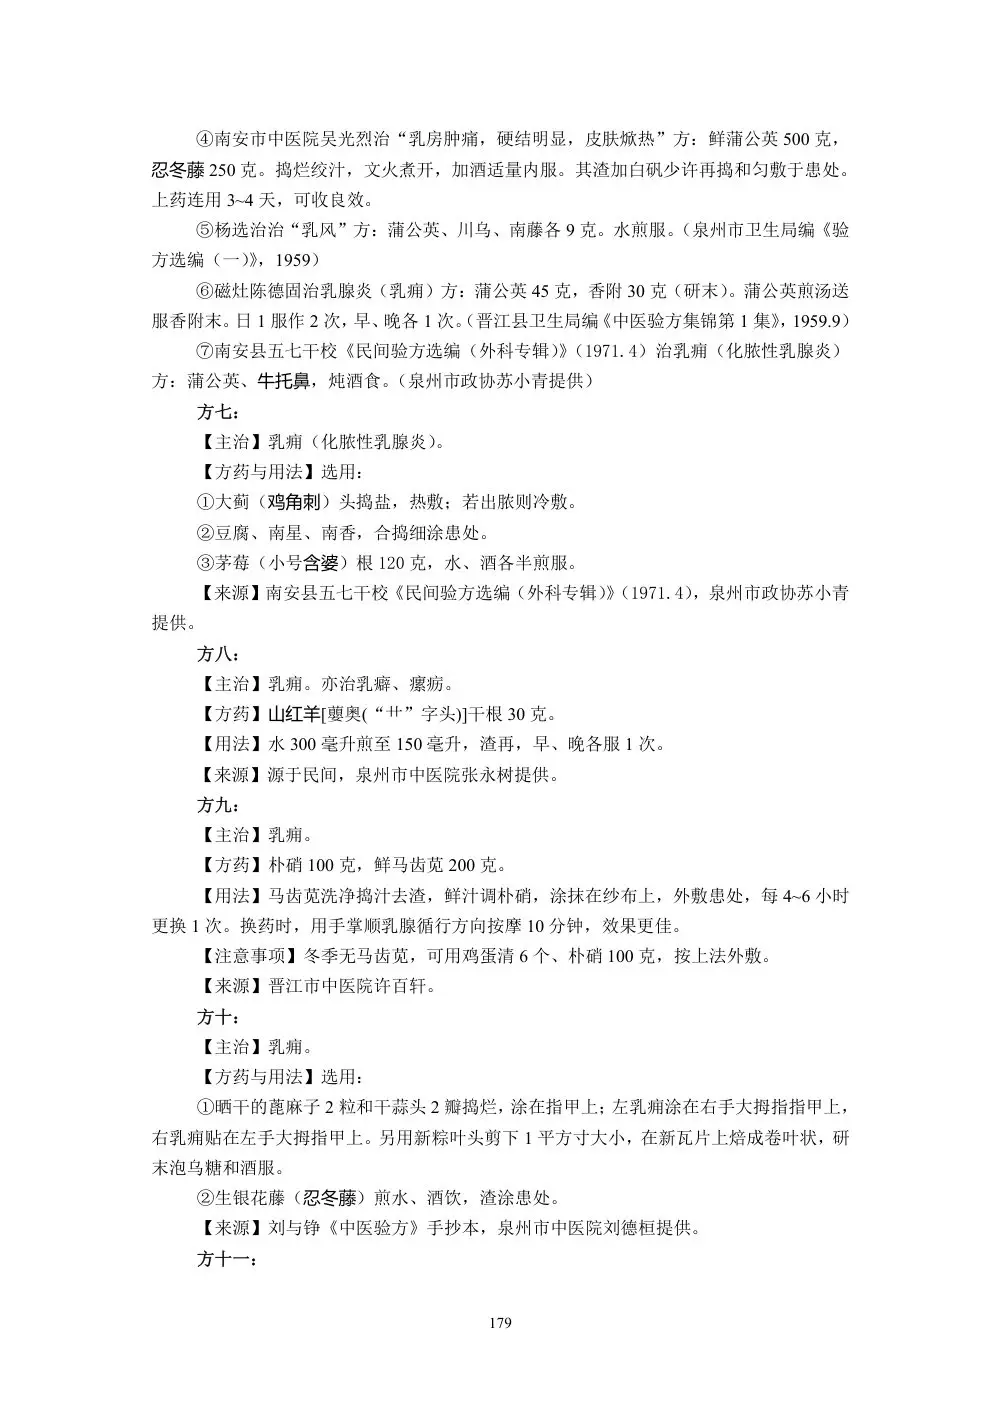 ④南安市中医院吴光烈治“乳房肿痛，硬结明显，皮肤焮热”方：鲜蒲公英 500 克，
忍冬藤 250 克。捣烂绞汁，文火煮开，加酒适量内服。其渣加白矾少许再捣和匀敷于患处。
上药连用 3~4 天，可收良效。
⑤杨选治治“乳风”方：蒲公英、川乌、南藤各 9 克。水煎服。（泉州市卫生局编《验
方选编（一）》，1959）
⑥磁灶陈德固治乳腺炎（乳痈）方：蒲公英 45 克，香附 30 克（研末）。蒲公英煎汤送
服香附末。日 1 服作 2 次，早、晚各 1 次。（晋江县卫生局编《中医验方集锦第 1 集》，1959.9）
⑦南安县五七干校《民间验方选编（外科专辑）》（1971.4）治乳痈（化脓性乳腺炎）
方：蒲公英、牛托鼻，炖酒食。（泉州市政协苏小青提供）
方七：
【主治】乳痈（化脓性乳腺炎）。
【方药与用法】选用：
①大蓟（鸡角刺）头捣盐，热敷；若出脓则冷敷。
②豆腐、南星、南香，合捣细涂患处。
③茅莓（小号含婆）根 120 克，水、酒各半煎服。
【来源】南安县五七干校《民间验方选编（外科专辑）》（1971.4），泉州市政协苏小青
提供。
方八：
【主治】乳痈。亦治乳癖、瘰疬。
【方药】山红羊[蘡奥(“艹”字头)]干根 30 克。
【用法】水 300 毫升煎至 150 毫升，渣再，早、晚各服 1 次。
【来源】源于民间，泉州市中医院张永树提供。
方九：
【主治】乳痈。
【方药】朴硝 100 克，鲜马齿苋 200 克。
【用法】马齿苋洗净捣汁去渣，鲜汁调朴硝，涂抹在纱布上，外敷患处，每 4~6 小时
更换 1 次。换药时，用手掌顺乳腺循行方向按摩 10 分钟，效果更佳。
【注意事项】冬季无马齿苋，可用鸡蛋清 6 个、朴硝 100 克，按上法外敷。
【来源】晋江市中医院许百轩。
方十：
【主治】乳痈。
【方药与用法】选用：
①晒干的蓖麻子 2 粒和干蒜头 2 瓣捣烂，涂在指甲上；左乳痈涂在右手大拇指指甲上，
右乳痈贴在左手大拇指甲上。另用新粽叶头剪下 1 平方寸大小，在新瓦片上焙成卷叶状，研
末泡乌糖和酒服。
②生银花藤（忍冬藤）煎水、酒饮，渣涂患处。
【来源】刘与铮《中医验方》手抄本，泉州市中医院刘德桓提供。
方十一：
179